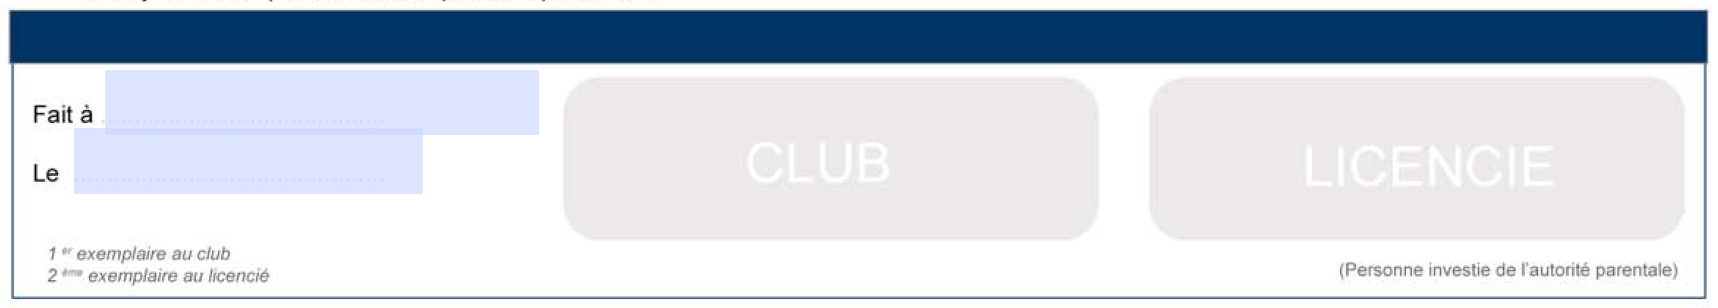 Fait à
CLUB
LICENCIE
Le
1 er exemplaire au club
2 ème exemplaire au licencié
(Personne investie de l'autorité parentale)